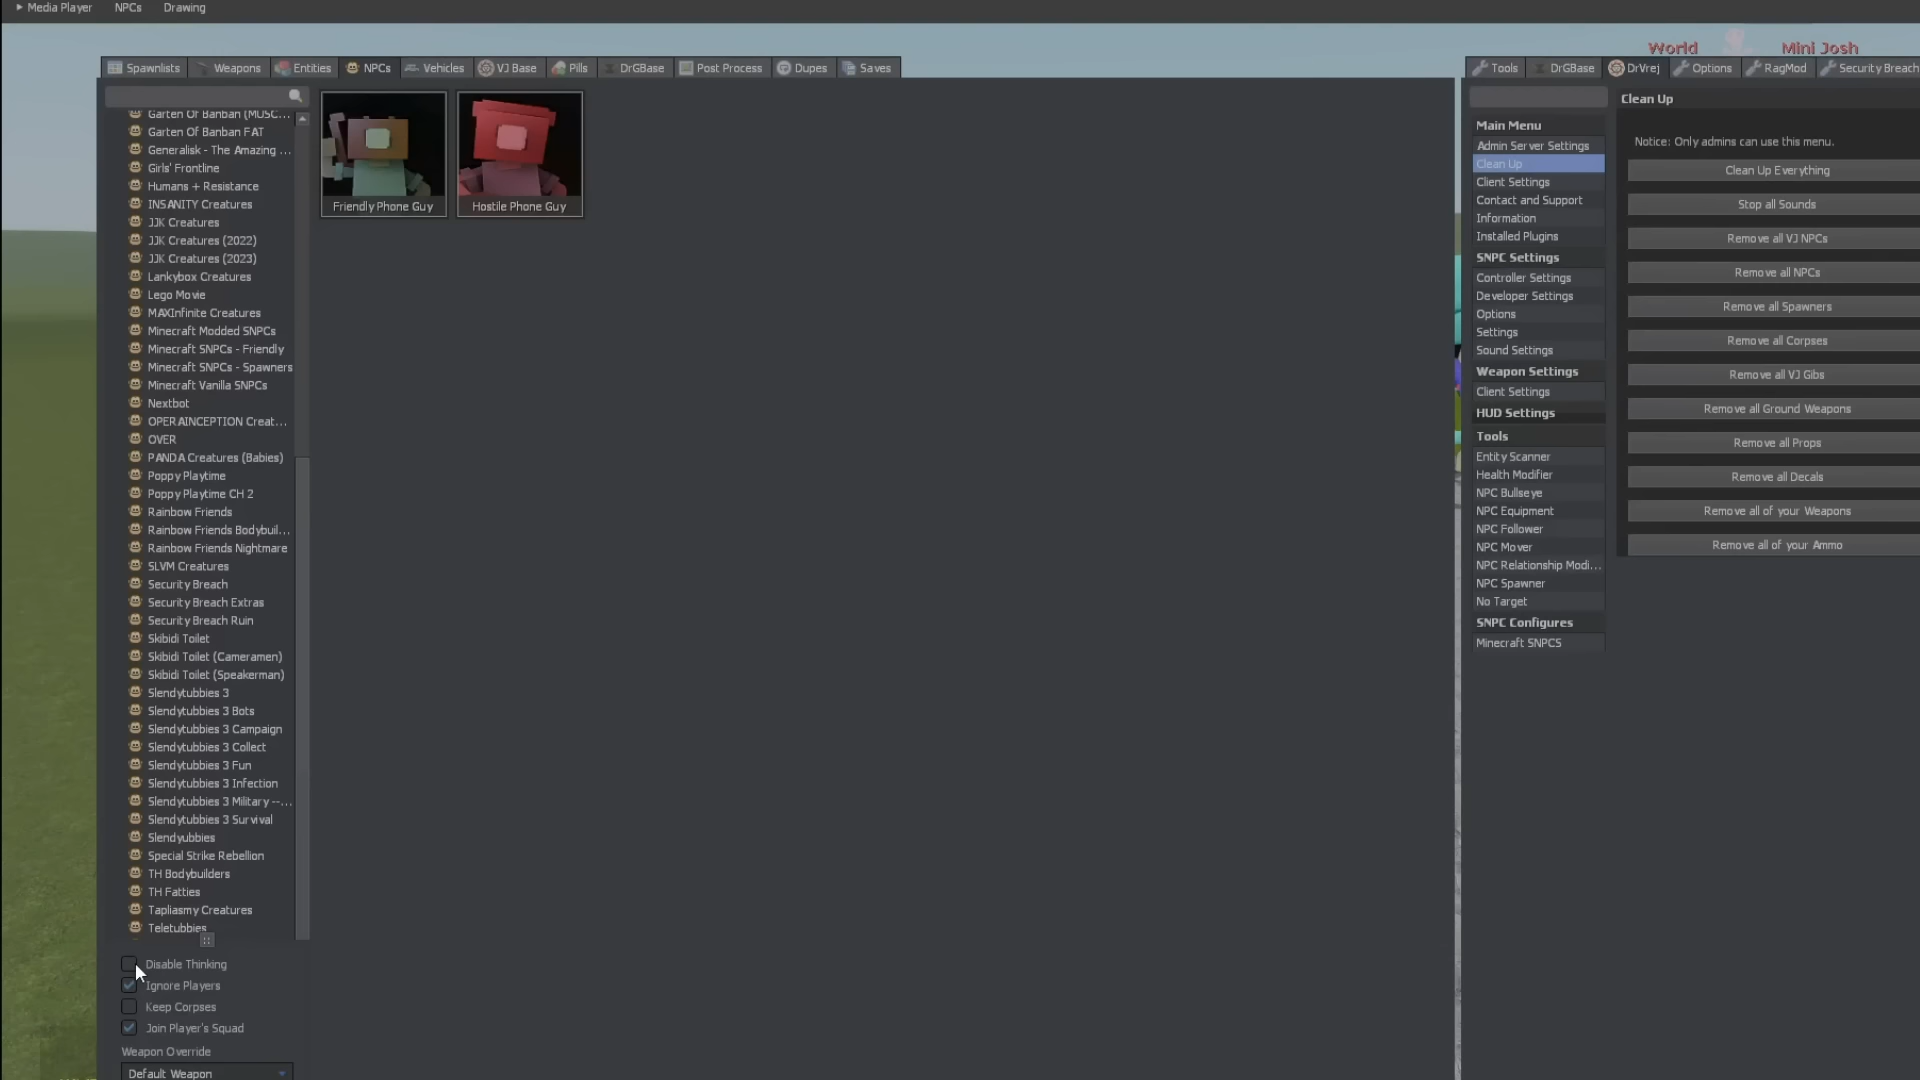 Media Player NPCs Drawing
World Mini Josh
Spawnlists Weapons Entities NPCs Vehicles VJ Base Pills DrGBase Post Process Dupes Saves
Garten Of Banban (MUSC...
Garten Of Banban FAT
Generalisk - The Amazing ...
Girls' Frontline
Humans + Resistance
INSANITY Creatures
JJK Creatures
JJK Creatures (2022)
JJK Creatures (2023)
Lankybox Creatures
Lego Movie
MAXInfinite Creatures
Minecraft Modded SNPCs
Minecraft SNPCs - Friendly
Minecraft SNPCs - Spawners
Minecraft Vanilla SNPCs
Nextbot
OPERAINCEPTION Creat...
OVER
PANDA Creatures (Babies)
Poppy Playtime
Poppy Playtime CH 2
Rainbow Friends
Rainbow Friends Bodybuil...
Rainbow Friends Nightmare
SLVM Creatures
Security Breach
Security Breach Extras
Security Breach Ruin
Skibidi Toilet
Skibidi Toilet (Cameramen)
Skibidi Toilet (Speakerman)
Slendytubbies 3
Slendytubbies 3 Bots
Slendytubbies 3 Campaign
Slendytubbies 3 Collect
Slendytubbies 3 Fun
Slendytubbies 3 Infection
Slendytubbies 3 Military --...
Slendytubbies 3 Survival
Slendyubbies
Special Strike Rebellion
TH Bodybuilders
TH Fatties
Tapliasmy Creatures
Teletubbies
Disable Thinking
Ignore Players
Keep Corpses
Join Player's Squad
Weapon Override
Default Weapon
Friendly Phone Guy
Hostile Phone Guy
Tools DrGBase DrVrej Options RagMod Security Breach
Main Menu
Admin Server Settings
Clean Up
Client Settings
Contact and Support
Information
Installed Plugins
SNPC Settings
Controller Settings
Developer Settings
Options
Settings
Sound Settings
Weapon Settings
Client Settings
HUD Settings
Tools
Entity Scanner
Health Modifier
NPC Bullseye
NPC Equipment
NPC Follower
NPC Mover
NPC Relationship Modi...
NPC Spawner
No Target
SNPC Configures
Minecraft SNPCS
Clean Up
Notice: Only admins can use this menu.
Clean Up Everything
Stop all Sounds
Remove all VJ NPCs
Remove all NPCs
Remove all Spawners
Remove all Corpses
Remove all VJ Gibs
Remove all Ground Weapons
Remove all Props
Remove all Decals
Remove all of your Weapons
Remove all of your Ammo